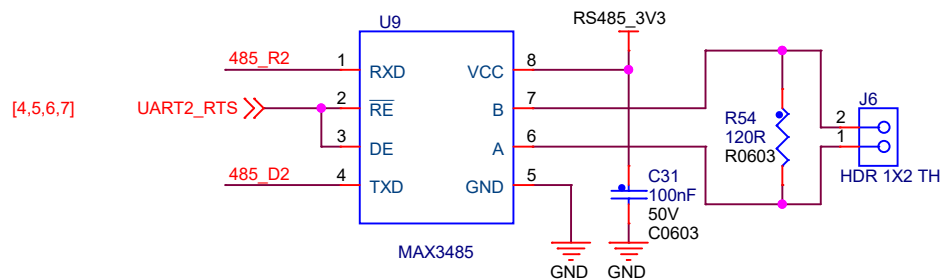 U9
RS485_3V3
485_R2 1 RXD VCC 8
[4,5,6,7] UART2_RTS 2 RE B 7
3 DE A 6
485_D2 4 TXD GND 5
MAX3485
C31
100nF
50V
C0603
GND GND
R54
120R
R0603
J6
2
1
HDR 1X2 TH